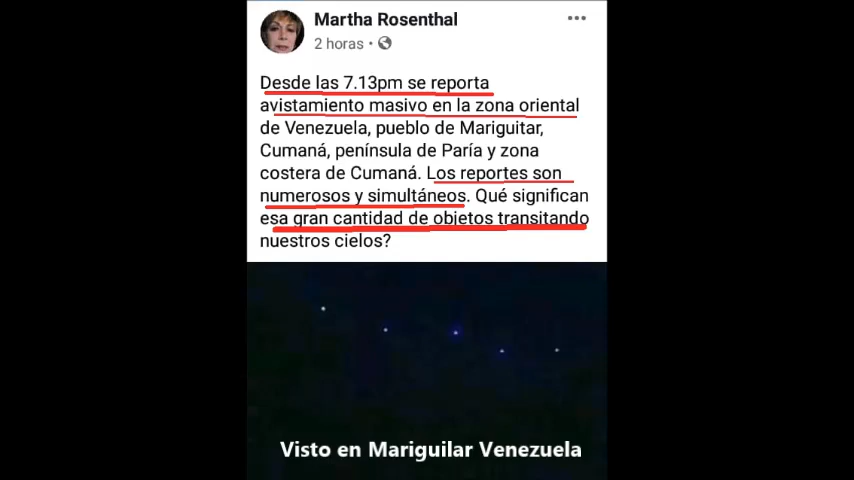 Martha Rosenthal
2 horas
Desde las 7.13pm se reporta
avistamiento masivo en la zona oriental
de Venezuela, pueblo de Mariguitar,
Cumaná, península de Paría y zona
costera de Cumaná. Los reportes son
numerosos y simultáneos. Qué significan
esa gran cantidad de objetos transitando
nuestros cielos?
Visto en Mariguilar Venezuela